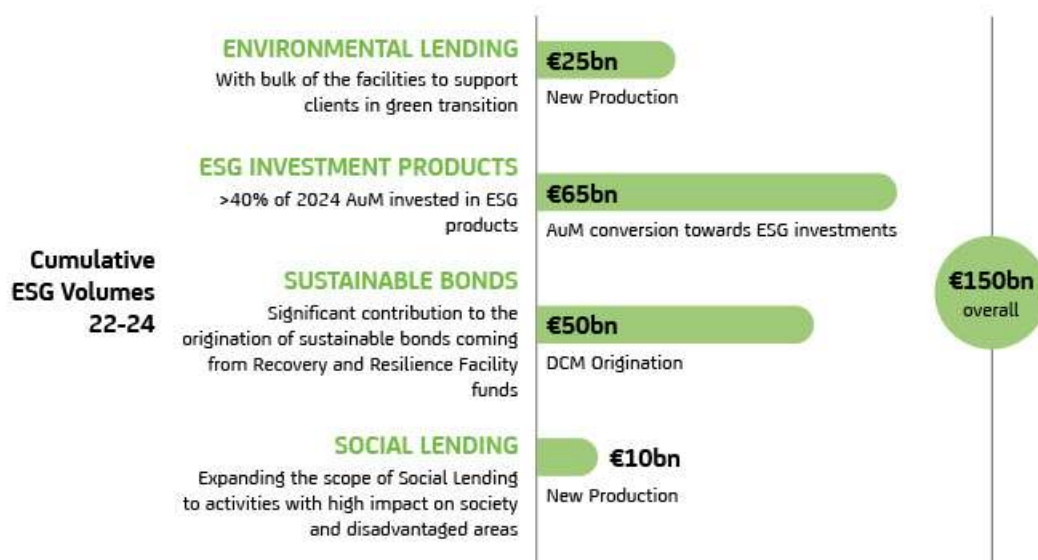 Cumulative
ESG Volumes
22-24
ENVIRONMENTAL LENDING
With bulk of the facilities to support
clients in green transition
€25bn
New Production
ESG INVESTMENT PRODUCTS
>40% of 2024 AuM invested in ESG
products
€65bn
AuM conversion towards ESG investments
SUSTAINABLE BONDS
Significant contribution to the
origination of sustainable bonds coming
from Recovery and Resilience Facility
funds
€50bn
DCM Origination
SOCIAL LENDING
Expanding the scope of Social Lending
to activities with high impact on society
and disadvantaged areas
€10bn
New Production
€150bn
overall